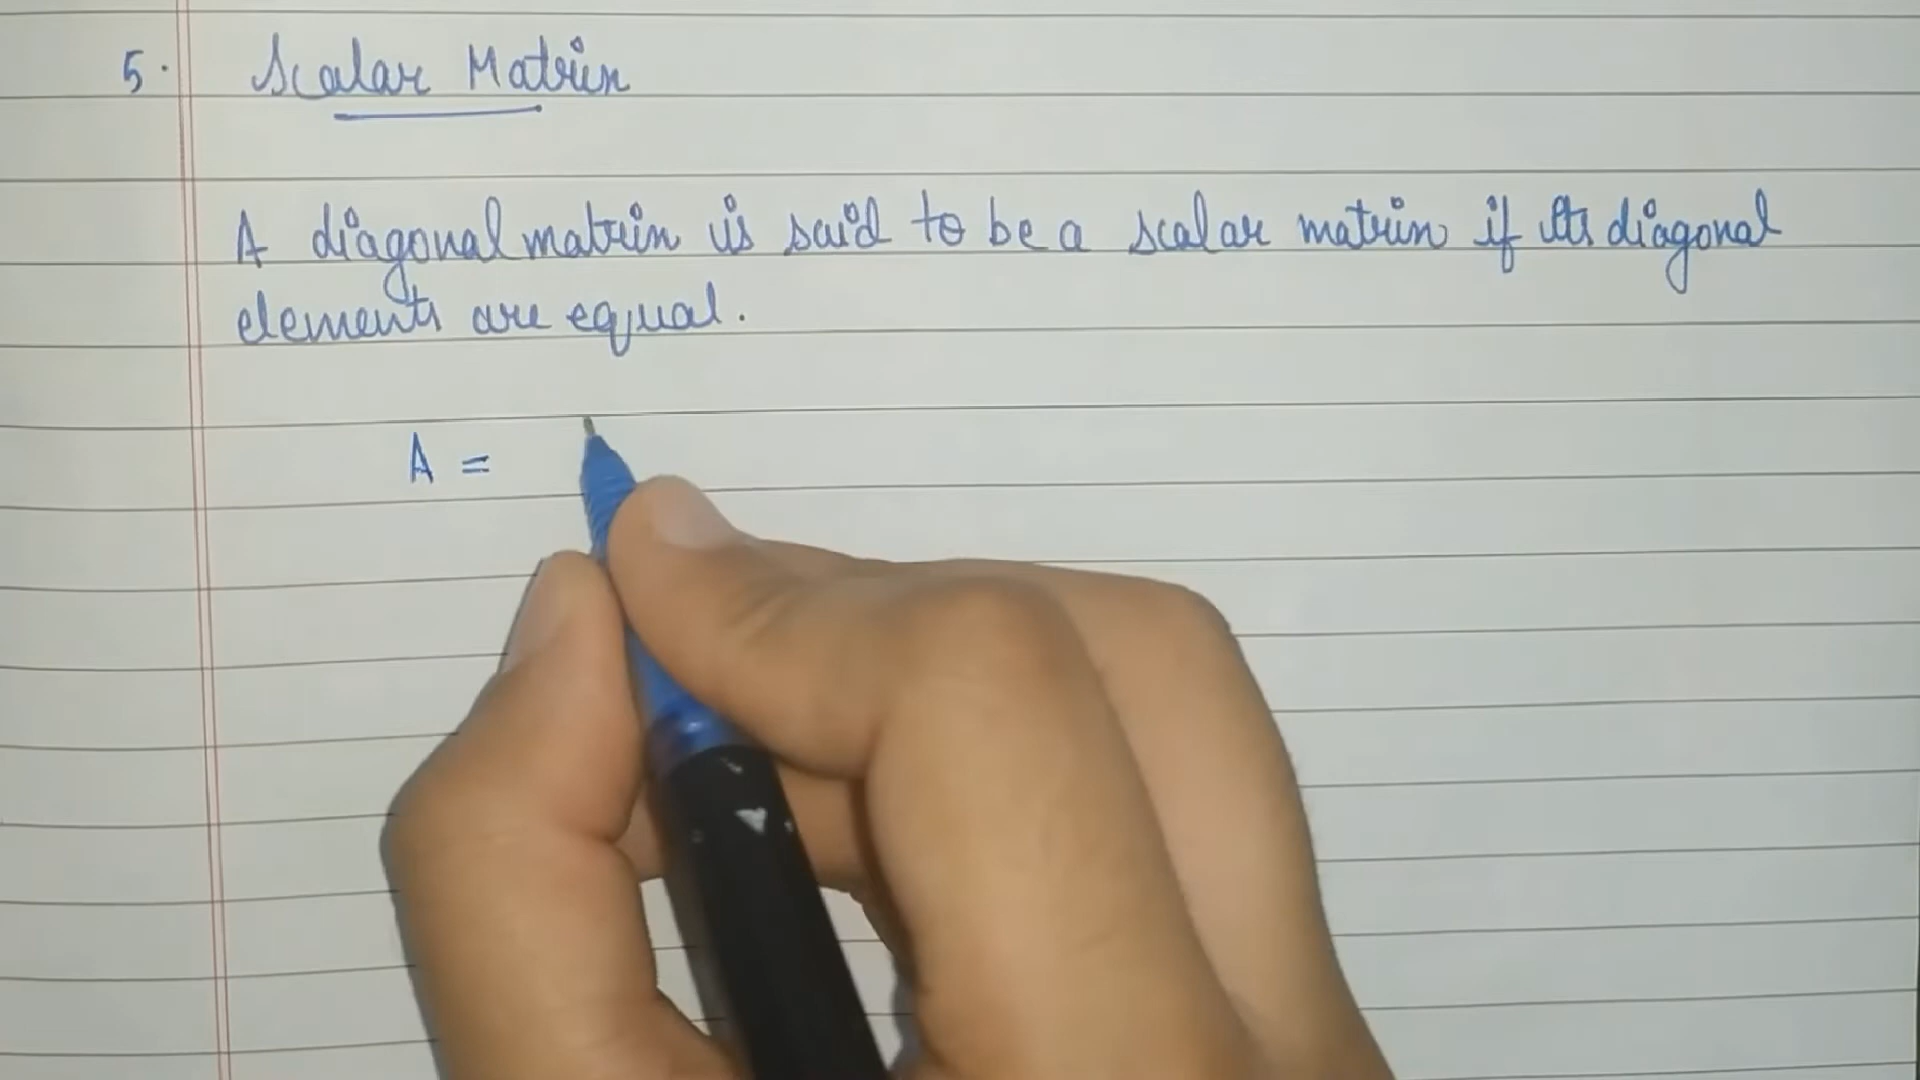 5. Scalar Matrix
A diagonal matrix is said to be a scalar matrix if its diagonal
elements are equal.
A =